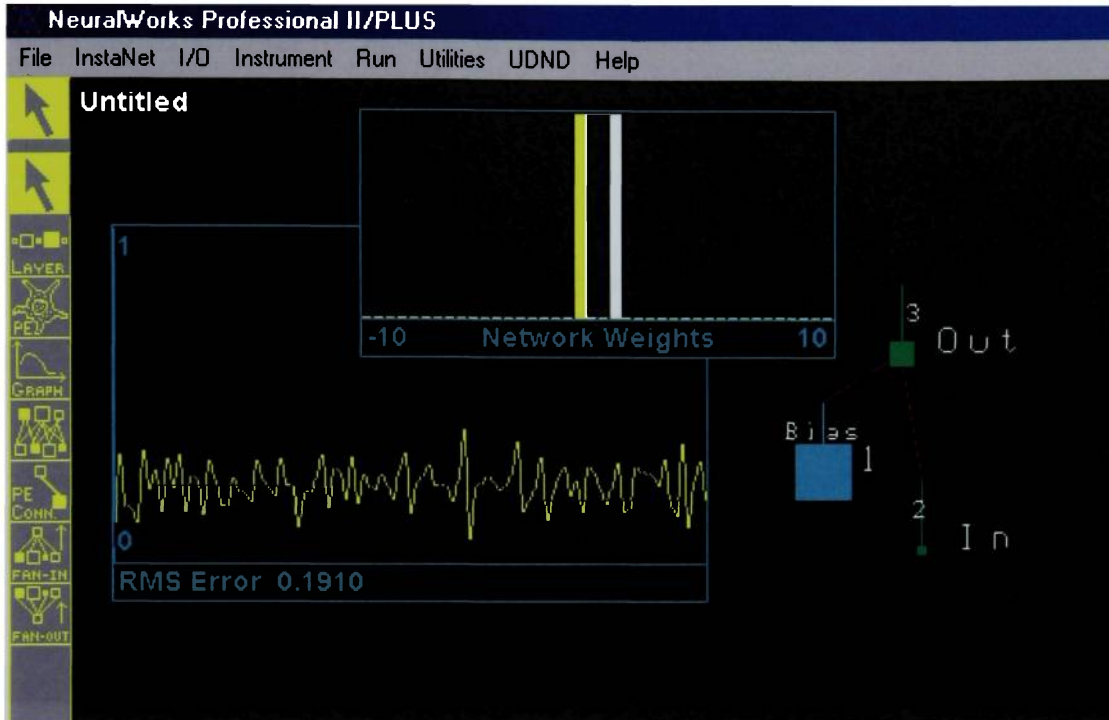 NeuralWorks Professional II/PLUS
File InstaNet I/O Instrument Run Utilities UDND Help
Untitled
LAYER
PE
GRAPH
PE
CONN.
FAN-IN
FAN-OUT
1
0
RMS Error 0.1910
-10 Network Weights 10
3
Out
Bias
1
2
In